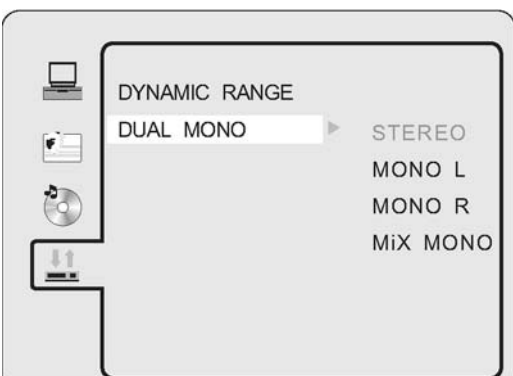 DYNAMIC RANGE
DUAL MONO
STEREO
MONO L
MONO R
MiX MONO